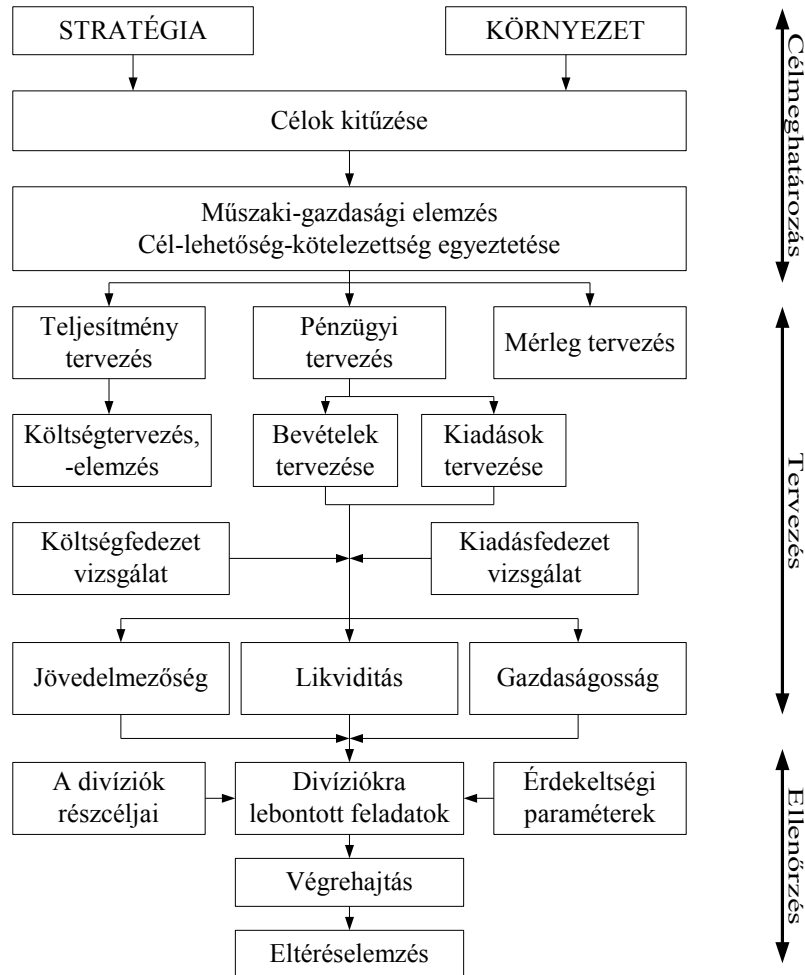 STRATÉGIA
KÖRNYEZET
Célok kitűzése
Műszaki-gazdasági elemzés
Cél-lehetőség-kötelezettség egyeztetése
Célmeghatározás
Teljesítmény
tervezés
Pénzügyi
tervezés
Mérleg tervezés
Költségtervezés,
-elemzés
Bevételek
tervezése
Kiadások
tervezése
Költségfedezet
vizsgálat
Kiadásfedezet
vizsgálat
Jövedelmezőség
Likviditás
Gazdaságosság
Tervezés
A divíziók
részcéljai
Divíziókra
lebontott feladatok
Érdekeltségi
paraméterek
Végrehajtás
Eltéréselemzés
Ellenőrzés